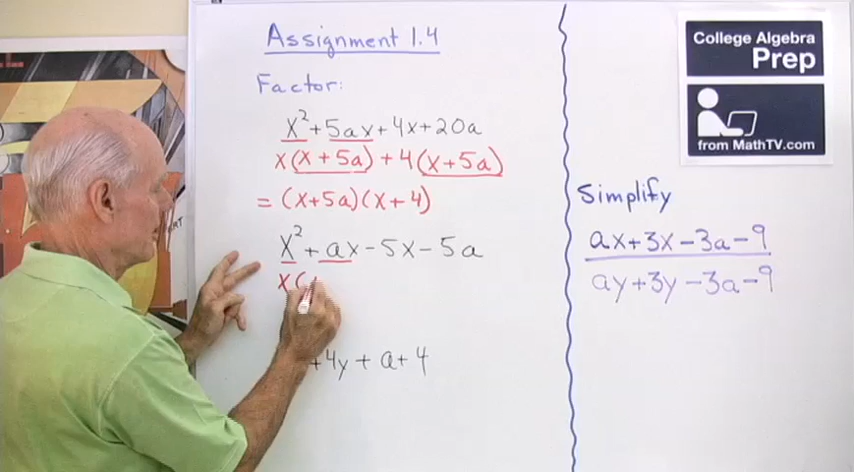 Assignment 1.4
Factor:
x² + 5ax + 4x + 20a
x(x + 5a) + 4(x + 5a)
= (x + 5a)(x + 4)
x² + ax - 5x - 5a
x(
+ 4y + a + 4
College Algebra
Prep
from MathTV.com
Simplify
ax + 3x - 3a - 9
ay + 3y - 3a - 9